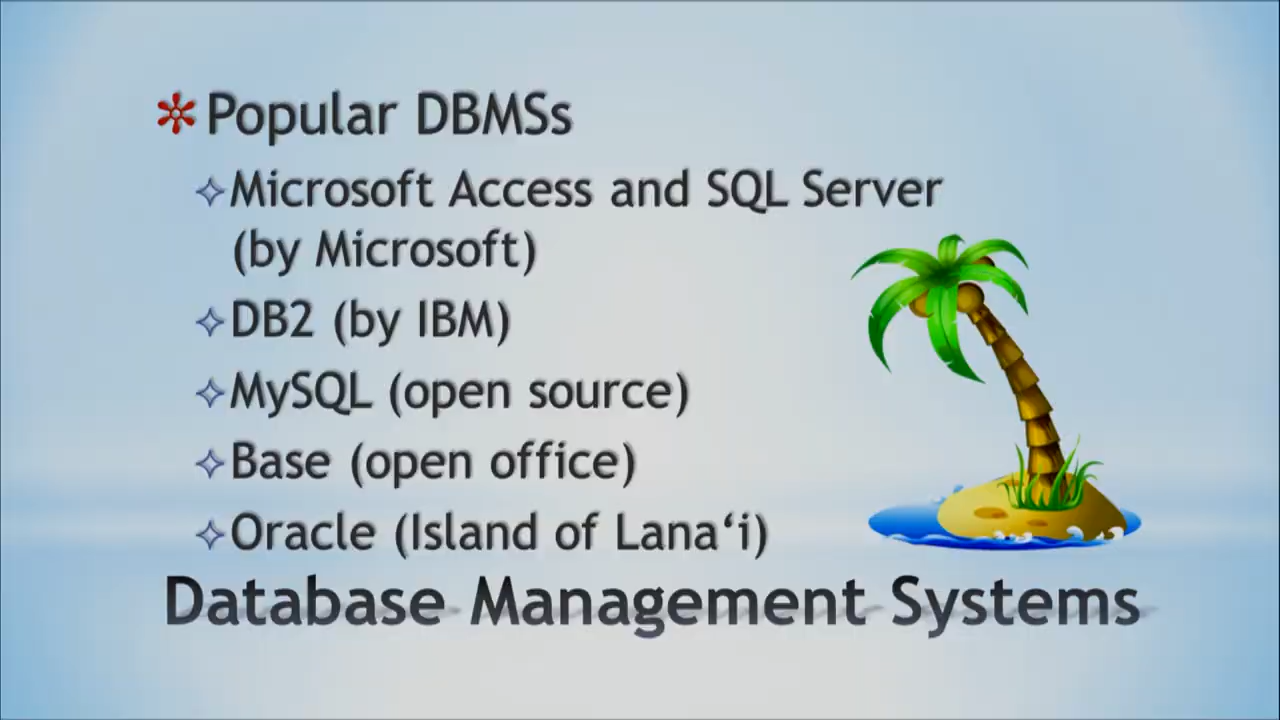 Popular DBMSs
Microsoft Access and SQL Server
(by Microsoft)
DB2 (by IBM)
MySQL (open source)
Base (open office)
Oracle (Island of Lana‘i)
Database Management Systems